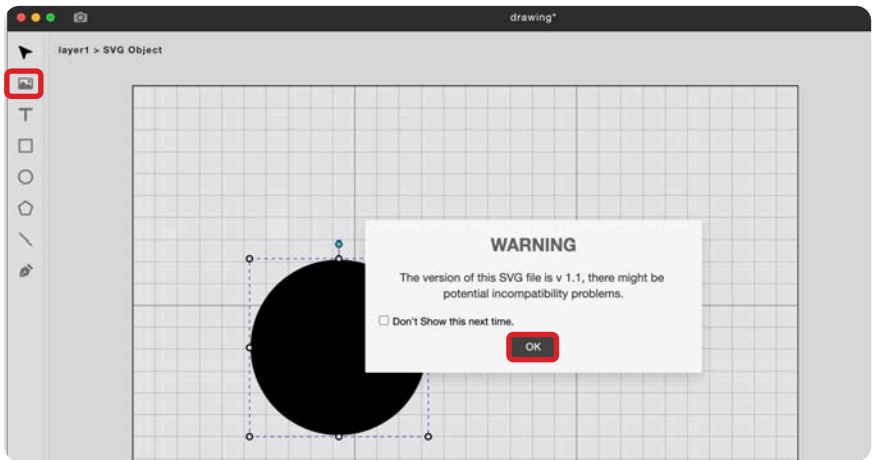 drawing*
layer1 > SVG Object
T
WARNING
The version of this SVG file is v 1.1, there might be
potential incompatibility problems.
Don't Show this next time.
OK